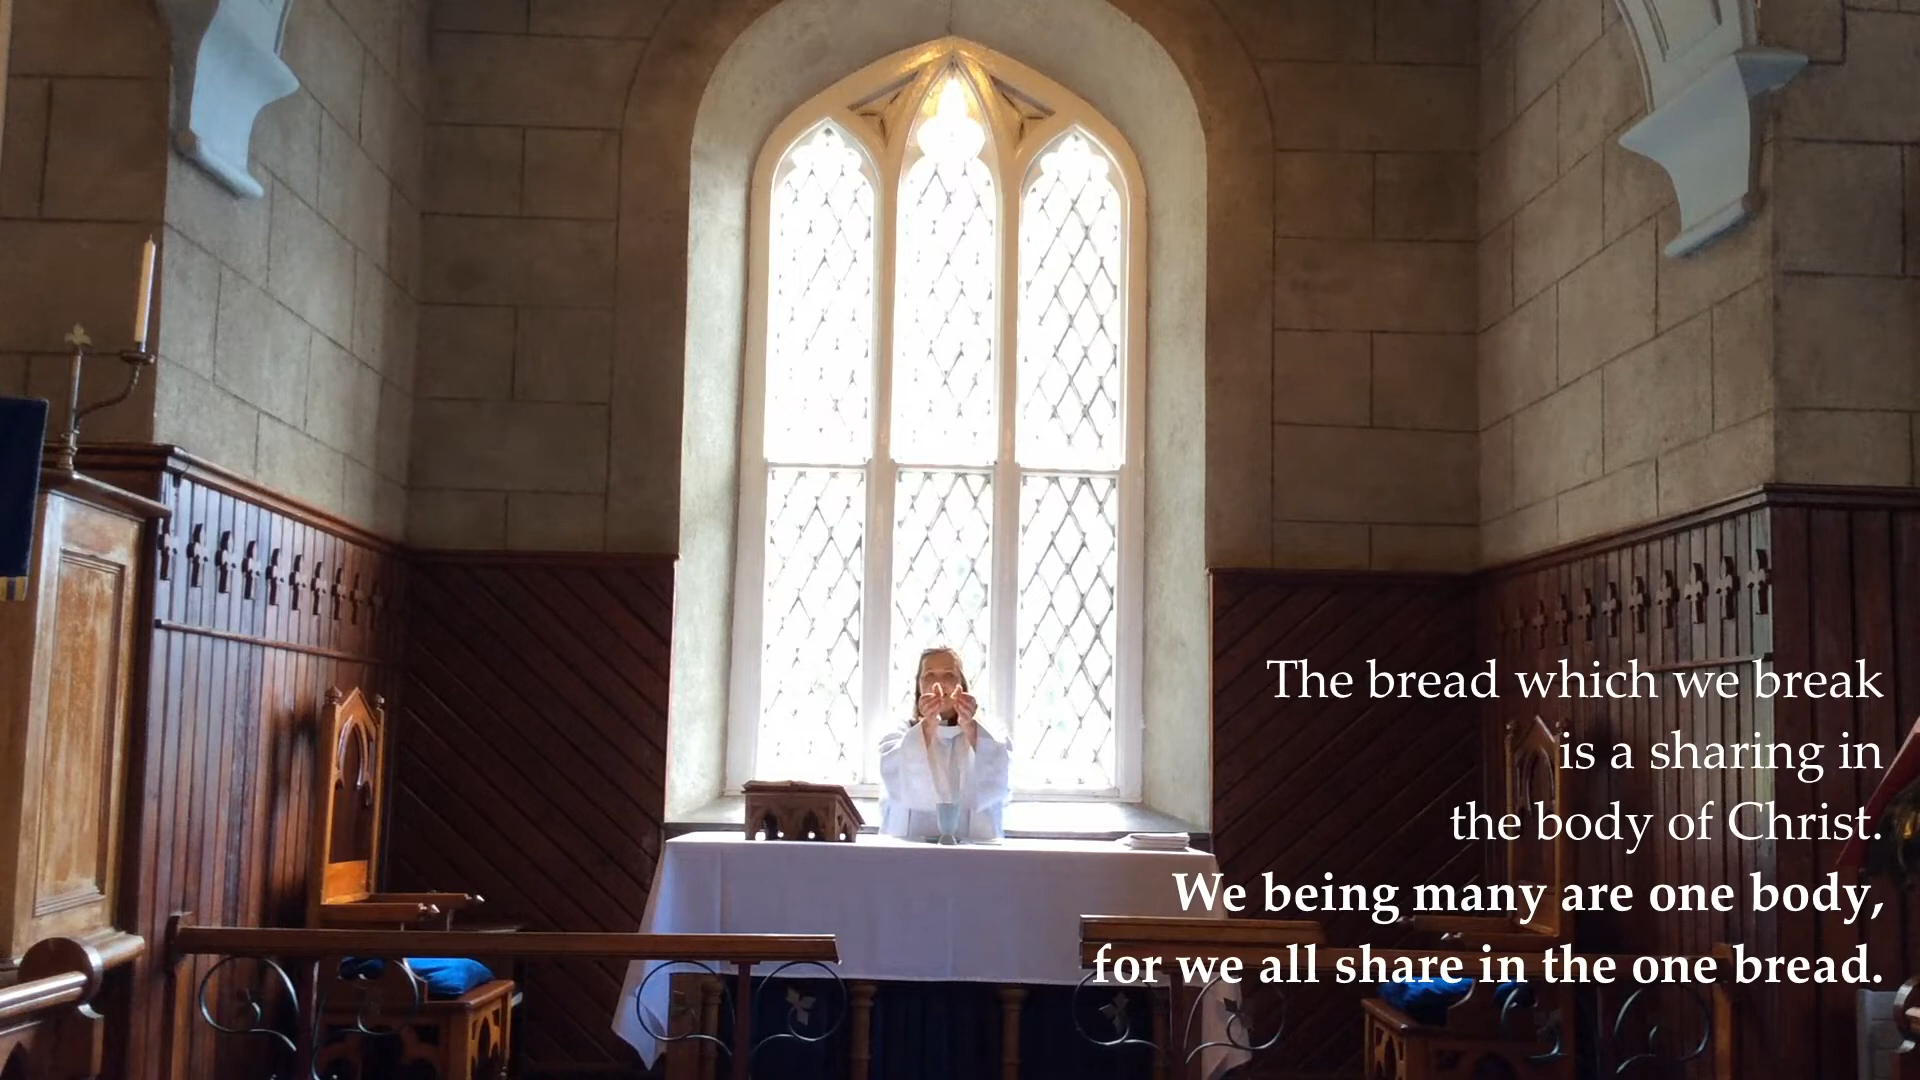 The bread which we break
is a sharing in
the body of Christ.
We being many are one body,
for we all share in the one bread.